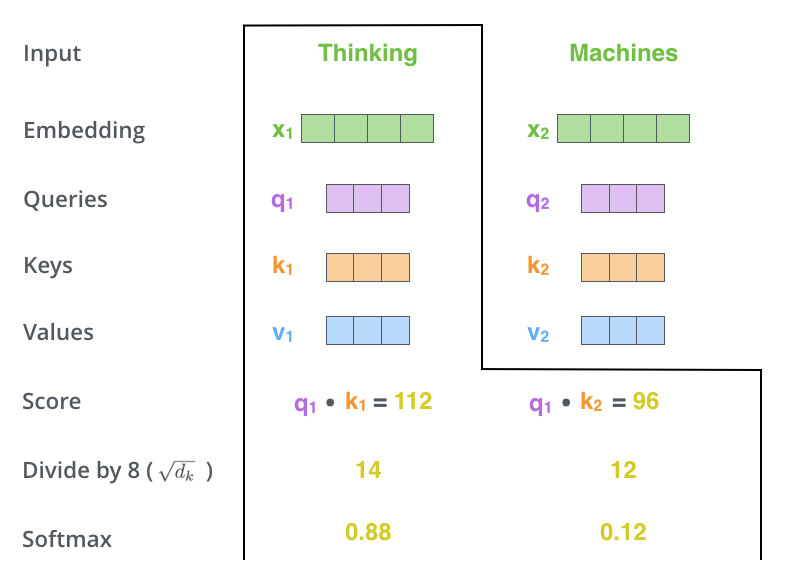 Input Thinking Machines
Embedding x₁ x₂
Queries q₁ q₂
Keys k₁ k₂
Values v₁ v₂
Score q₁ • k₁ = 112 q₁ • k₂ = 96
Divide by 8 ( √dₖ ) 14 12
Softmax 0.88 0.12